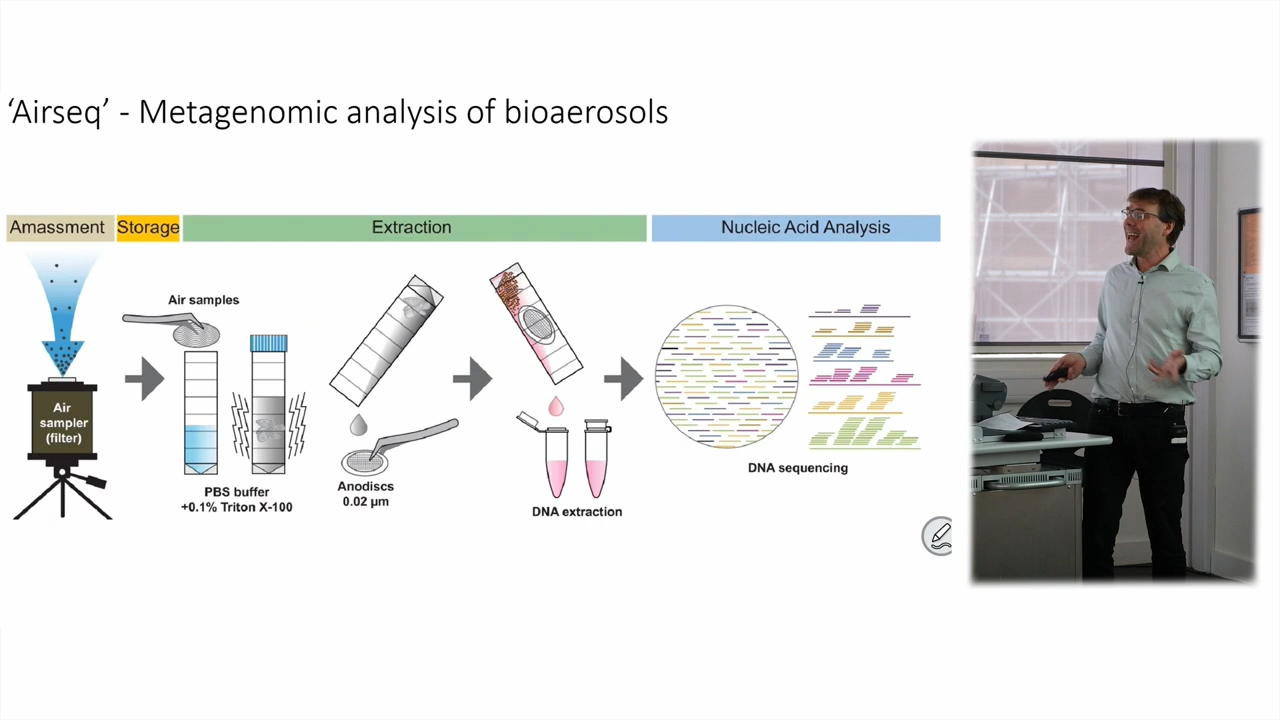 ‘Airseq’ - Metagenomic analysis of bioaerosols
Amassment
Storage
Extraction
Nucleic Acid Analysis
Air samples
Air
sampler
(filter)
PBS buffer
+0.1% Triton X-100
Anodiscs
0.02 µm
DNA extraction
DNA sequencing